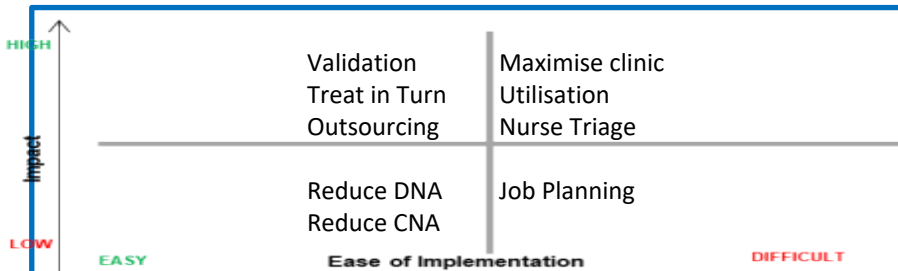 HIGH
Validation
Treat in Turn
Outsourcing
Maximise clinic
Utilisation
Nurse Triage
Impact
Reduce DNA
Reduce CNA
Job Planning
LOW
EASY
Ease of Implementation
DIFFICULT